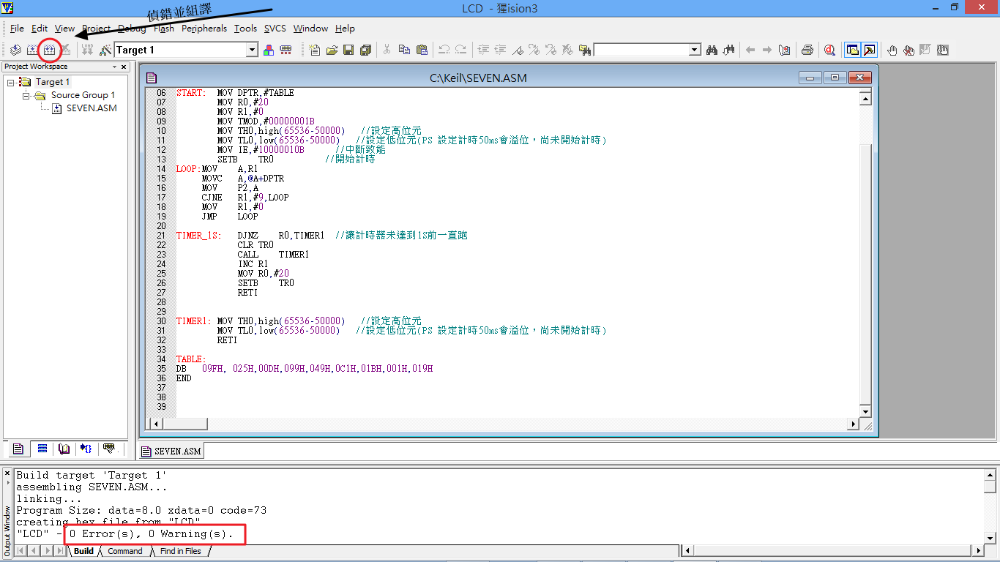 LCD - 猩ision3
偵錯並組譯
File Edit View Project Debug Flash Peripherals Tools SVCS Window Help
LOAD Target 1
Project Workspace
Target 1
Source Group 1
SEVEN.ASM
C:\Keil\SEVEN.ASM
06 START: MOV DPTR,#TABLE
07 MOV R0,#20
08 MOV R1,#0
09 MOV TMOD,#00000001B
10 MOV TH0,high(65536-50000) //設定高位元
11 MOV TL0,low(65536-50000) //設定低位元(PS 設定計時50ms會溢位，尚未開始計時)
12 MOV IE,#10000010B //中斷致能
13 SETB TR0 //開始計時
14 LOOP:MOV A,R1
15 MOVC A,@A+DPTR
16 MOV P2,A
17 CJNE R1,#9,LOOP
18 MOV R1,#0
19 JMP LOOP
20
21 TIMER_1S: DJNZ R0,TIMER1 //讓計時器未達到1S前一直跑
22 CLR TR0
23 CALL TIMER1
24 INC R1
25 MOV R0,#20
26 SETB TR0
27 RETI
28
29
30 TIMER1: MOV TH0,high(65536-50000) //設定高位元
31 MOV TL0,low(65536-50000) //設定低位元(PS 設定計時50ms會溢位，尚未開始計時)
32 RETI
33
34 TABLE:
35 DB 09FH, 025H,00DH,099H,049H,0C1H,01BH,001H,019H
36 END
37
38
39
SEVEN.ASM
Output Window
Build target 'Target 1'
assembling SEVEN.ASM...
linking...
Program Size: data=8.0 xdata=0 code=73
creating hex file from "LCD"...
"LCD" - 0 Error(s), 0 Warning(s).
Build Command Find in Files